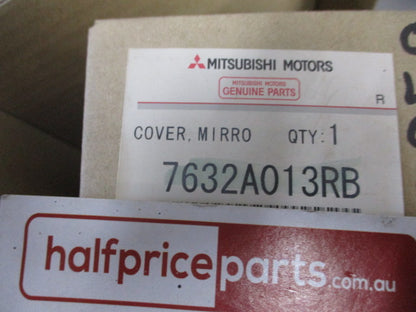 MITSUBISHI MOTORS
MITSUBISHI MOTORS
GENUINE PARTS
R
COVER, MIRRO QTY:1
7632A013RB
halfpriceparts.com.au